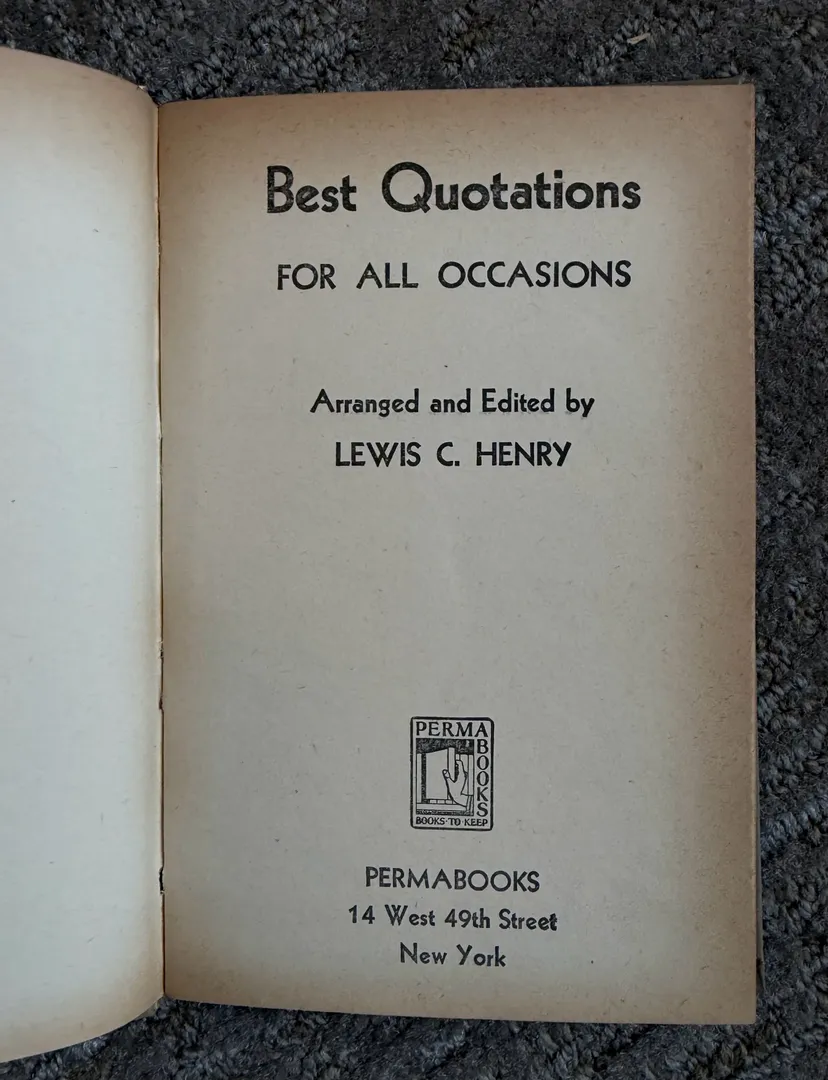 Best Quotations
FOR ALL OCCASIONS
Arranged and Edited by
LEWIS C. HENRY
PERMA
BOOKS
BOOKS·TO·KEEP
PERMABOOKS
14 West 49th Street
New York